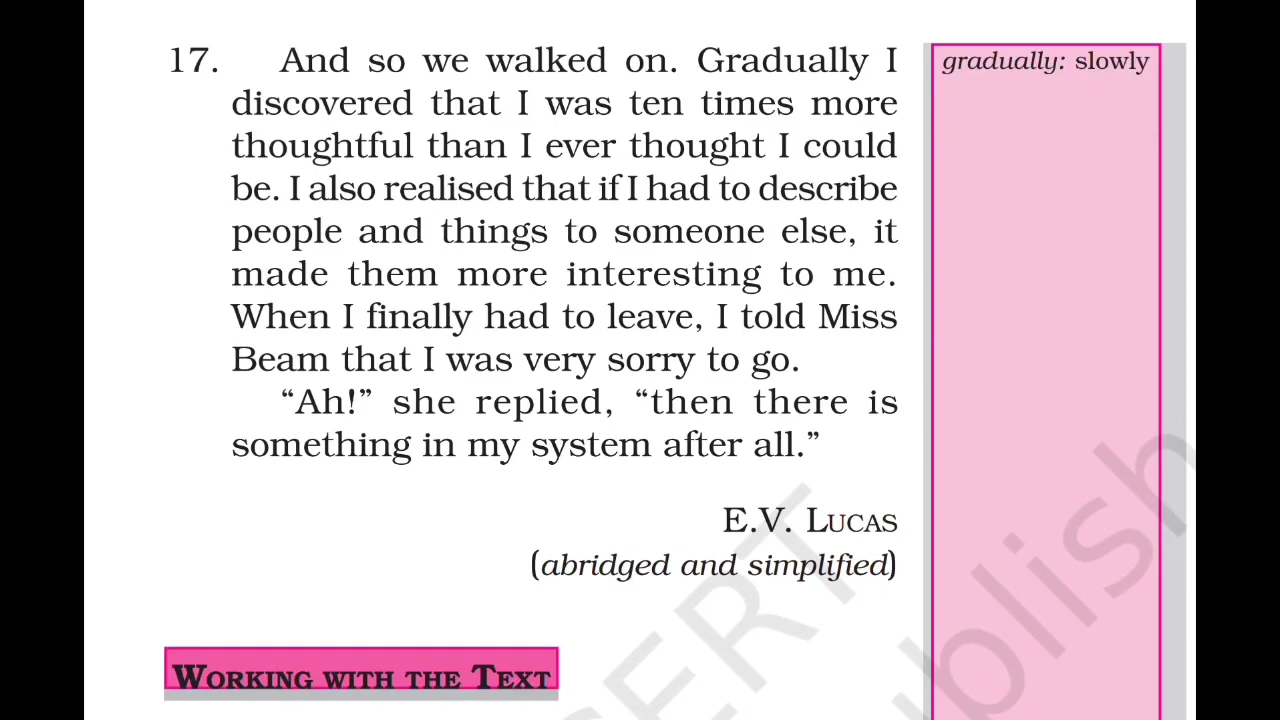 17. And so we walked on. Gradually I
discovered that I was ten times more
thoughtful than I ever thought I could
be. I also realised that if I had to describe
people and things to someone else, it
made them more interesting to me.
When I finally had to leave, I told Miss
Beam that I was very sorry to go.
“Ah!” she replied, “then there is
something in my system after all.”
E.V. LUCAS
(abridged and simplified)
WORKING WITH THE TEXT
gradually: slowly